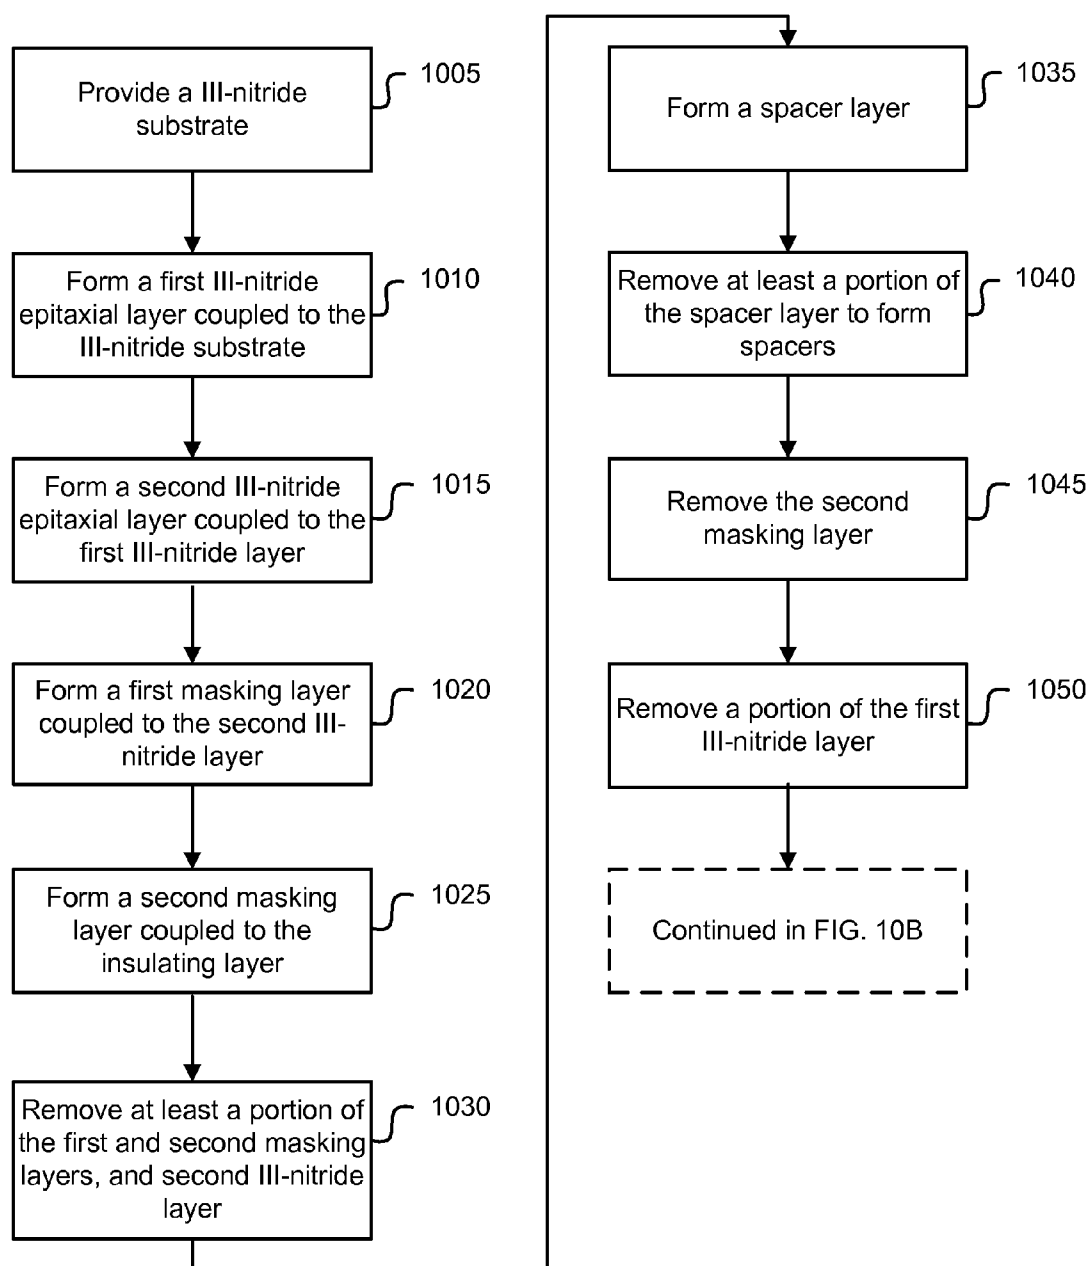 Provide a III-nitride
substrate
1005
Form a first III-nitride
epitaxial layer coupled to the
III-nitride substrate
1010
Form a second III-nitride
epitaxial layer coupled to the
first III-nitride layer
1015
Form a first masking layer
coupled to the second III-
nitride layer
1020
Form a second masking
layer coupled to the
insulating layer
1025
Remove at least a portion of
the first and second masking
layers, and second III-nitride
layer
1030
Form a spacer layer
1035
Remove at least a portion of
the spacer layer to form
spacers
1040
Remove the second
masking layer
1045
Remove a portion of the first
III-nitride layer
1050
Continued in FIG. 10B